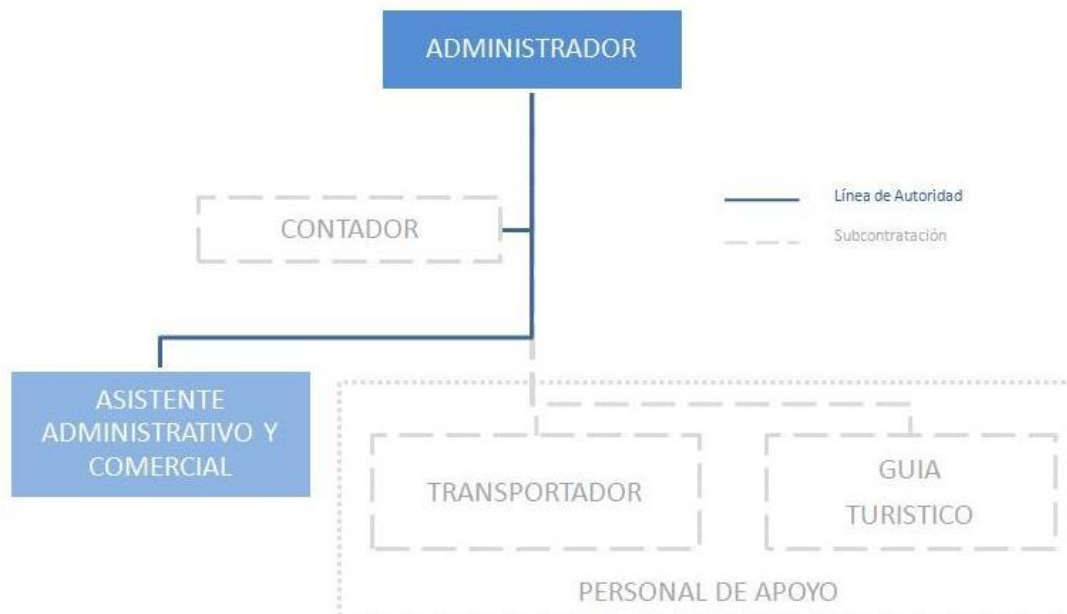 ADMINISTRADOR
CONTADOR
Línea de Autoridad
Subcontratación
ASISTENTE
ADMINISTRATIVO Y
COMERCIAL
TRANSPORTADOR
GUIA
TURISTICO
PERSONAL DE APOYO